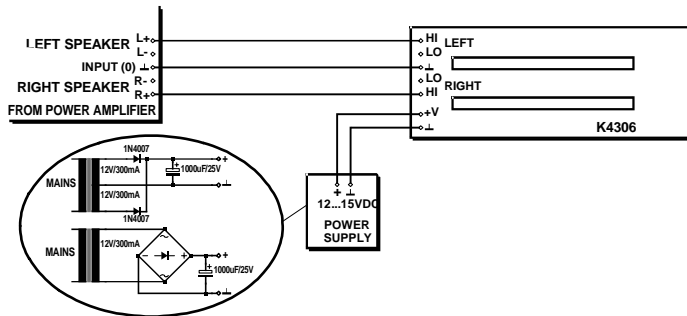 LEFT SPEAKER L+
L-
INPUT (0) ⊥
R-
RIGHT SPEAKER
R+
FROM POWER AMPLIFIER
HI
LEFT
LO
⊥
LO
RIGHT
HI
+V
⊥
K4306
1N4007
12V/300mA
MAINS
12V/300mA
1N4007
+
1000uF/25V
+
⊥
MAINS
12V/300mA
~
- +
~
+
1000uF/25V
+
⊥
+ ⊥
12...15VDC
POWER
SUPPLY